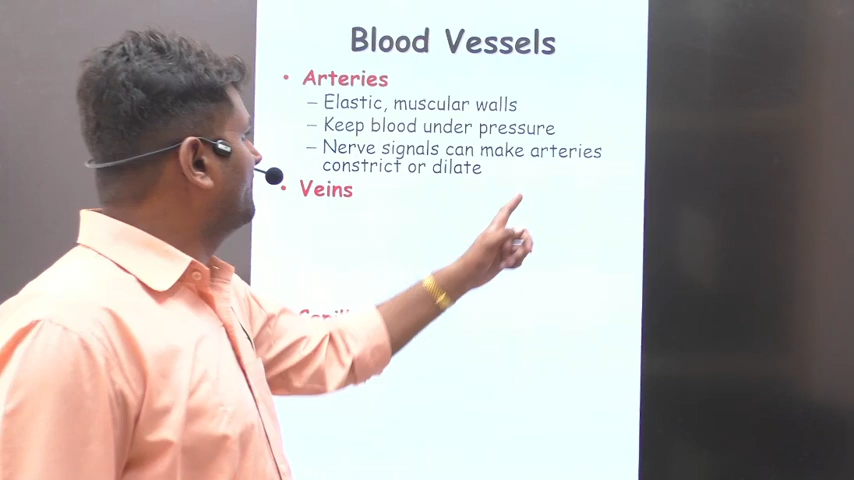 Blood Vessels
• Arteries
– Elastic, muscular walls
– Keep blood under pressure
– Nerve signals can make arteries
constrict or dilate
• Veins